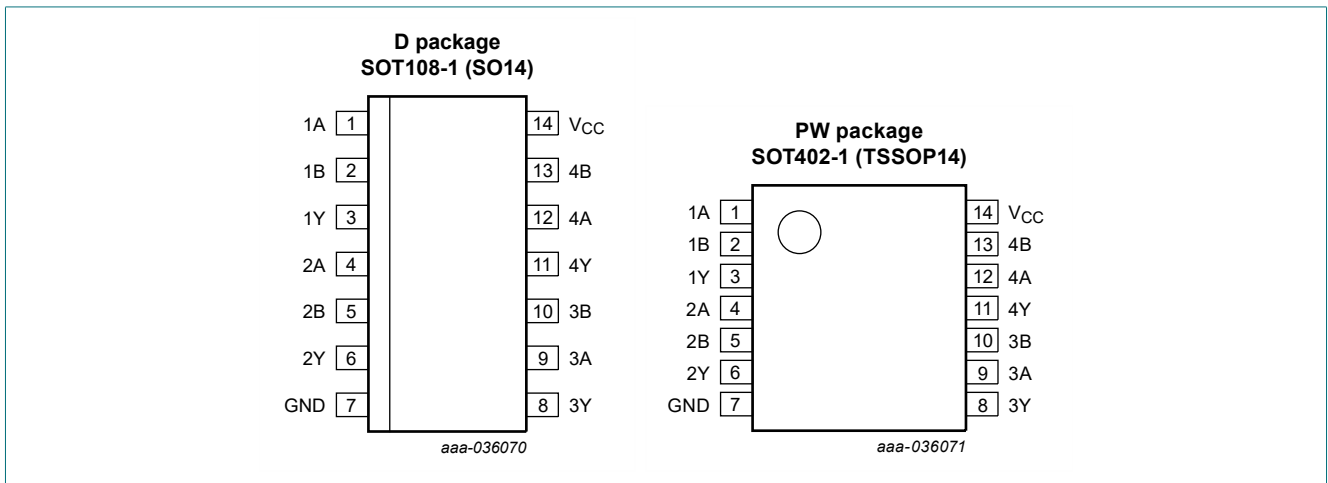 D package
SOT108-1 (SO14)
1A 1 14 VCC
1B 2 13 4B
1Y 3 12 4A
2A 4 11 4Y
2B 5 10 3B
2Y 6 9 3A
GND 7 8 3Y
aaa-036070
PW package
SOT402-1 (TSSOP14)
1A 1 14 VCC
1B 2 13 4B
1Y 3 12 4A
2A 4 11 4Y
2B 5 10 3B
2Y 6 9 3A
GND 7 8 3Y
aaa-036071